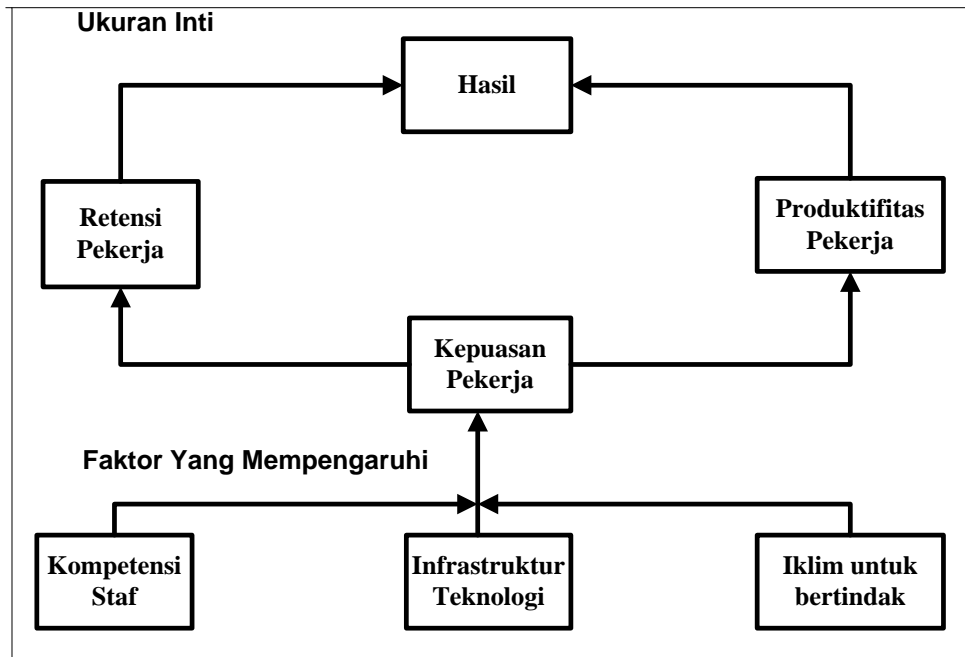 Ukuran Inti
Hasil
Retensi
Pekerja
Produktifitas
Pekerja
Kepuasan
Pekerja
Faktor Yang Mempengaruhi
Kompetensi
Staf
Infrastruktur
Teknologi
Iklim untuk
bertindak